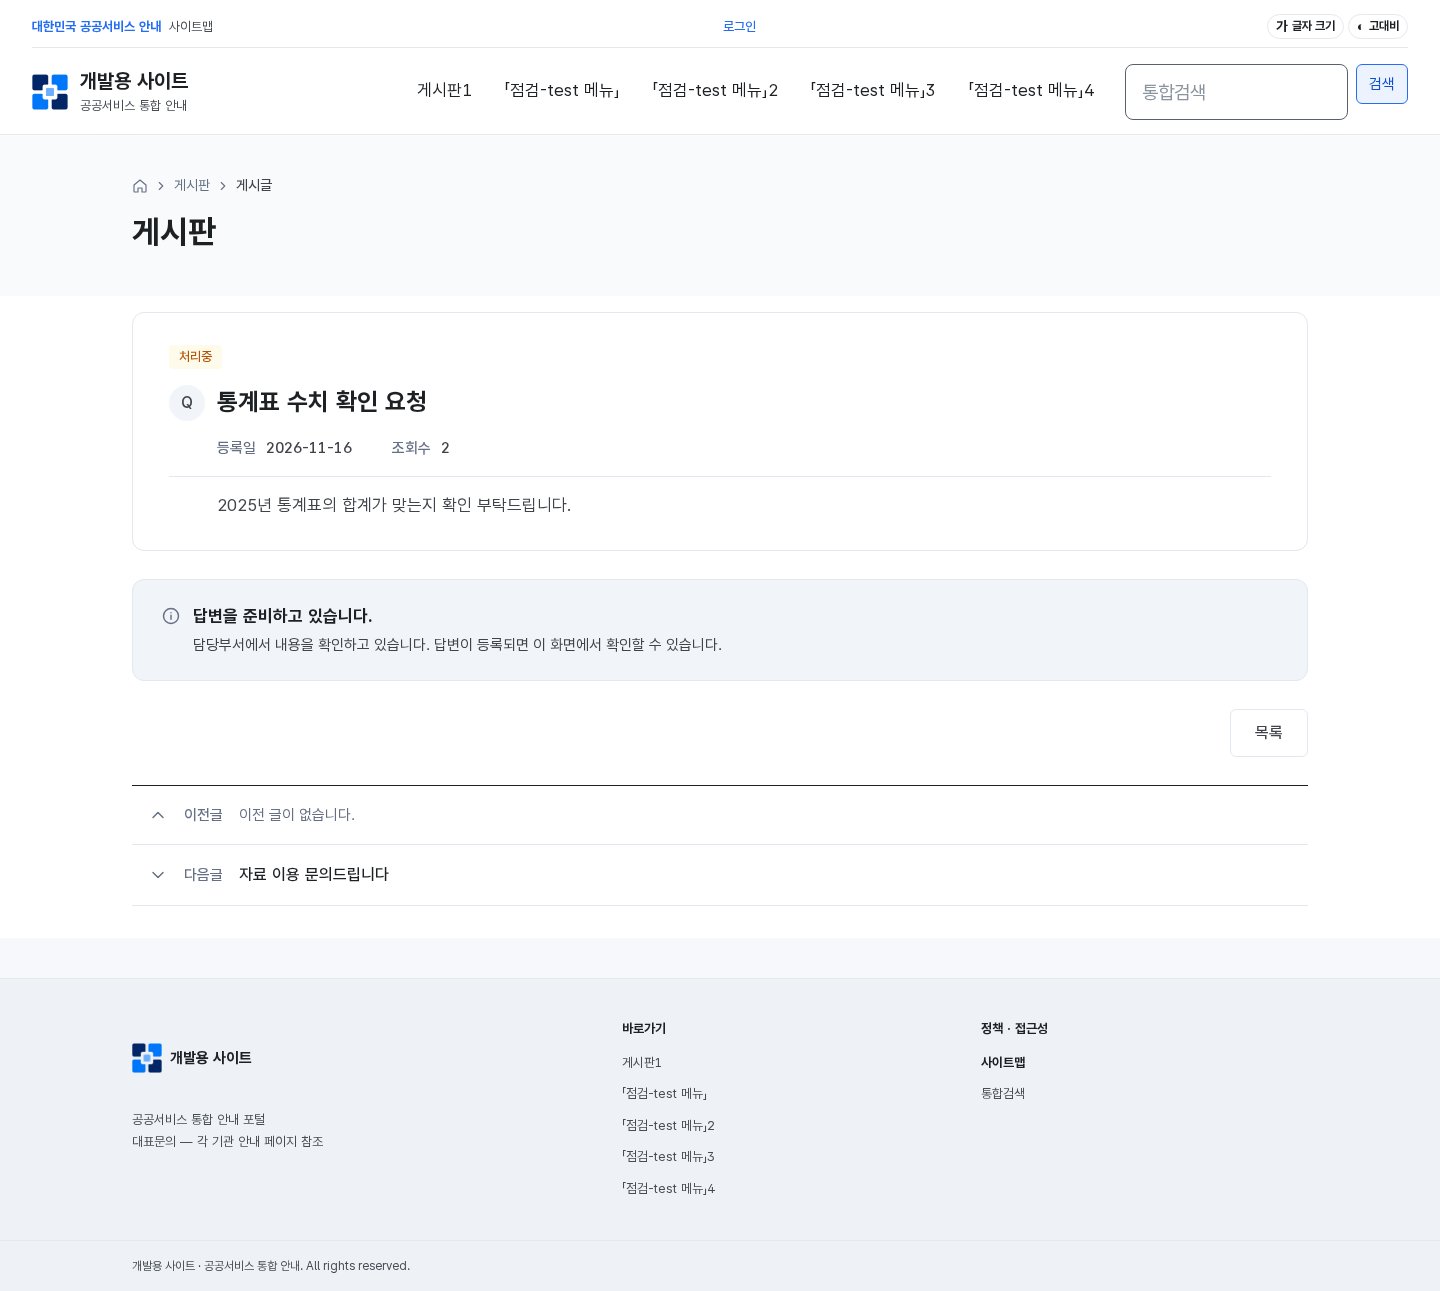 대한민국 공공서비스 안내 사이트맵
로그인
가 글자 크기
고대비
개발용 사이트
공공서비스 통합 안내
게시판1
「점검-test 메뉴」
「점검-test 메뉴」2
「점검-test 메뉴」3
「점검-test 메뉴」4
통합검색
검색
게시판
게시글
게시판
처리중
Q
통계표 수치 확인 요청
등록일 2026-11-16 조회수 2
2025년 통계표의 합계가 맞는지 확인 부탁드립니다.
답변을 준비하고 있습니다.
담당부서에서 내용을 확인하고 있습니다. 답변이 등록되면 이 화면에서 확인할 수 있습니다.
목록
이전글 이전 글이 없습니다.
다음글 자료 이용 문의드립니다
개발용 사이트
공공서비스 통합 안내 포털
대표문의 — 각 기관 안내 페이지 참조
바로가기
게시판1
「점검-test 메뉴」
「점검-test 메뉴」2
「점검-test 메뉴」3
「점검-test 메뉴」4
정책 · 접근성
사이트맵
통합검색
개발용 사이트 · 공공서비스 통합 안내. All rights reserved.